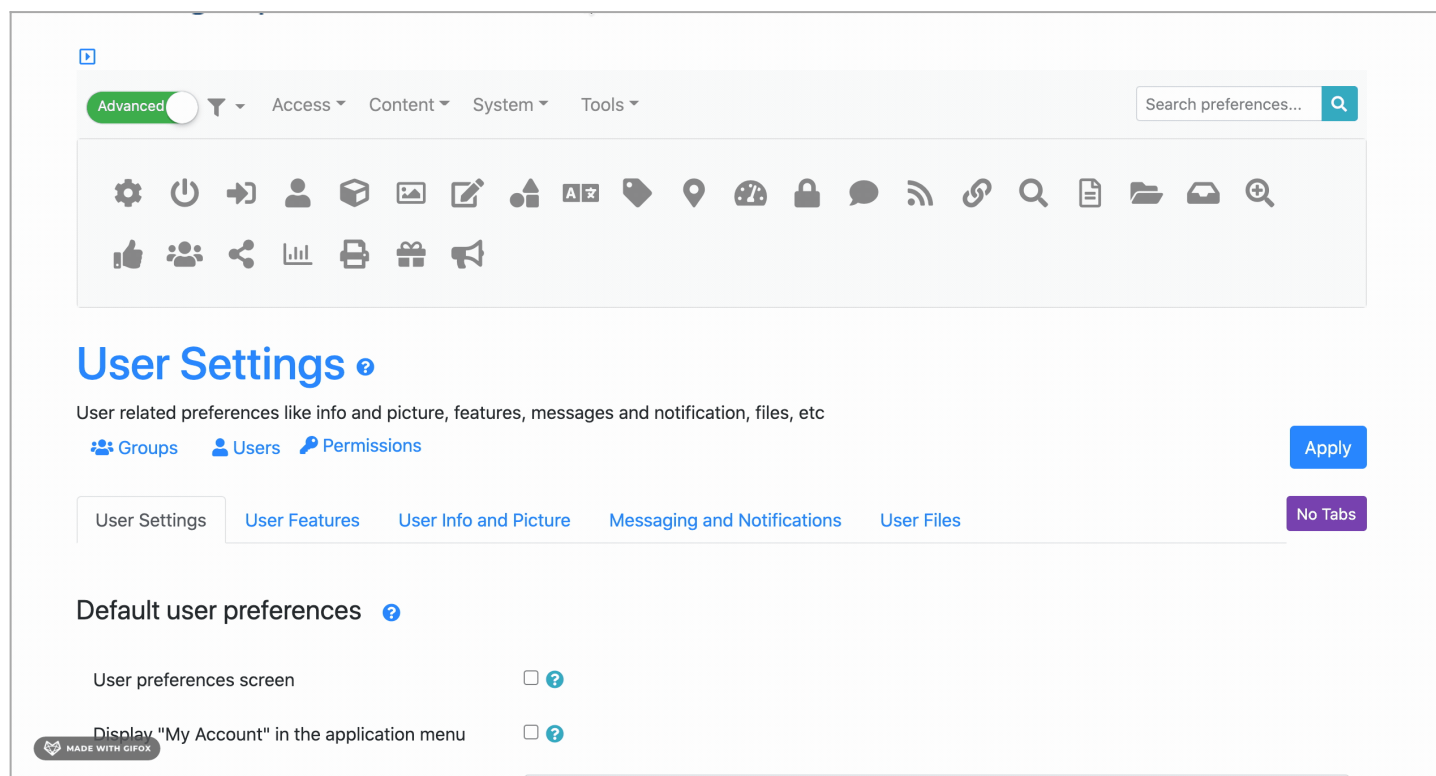 Advanced
Access
Content
System
Tools
Search preferences...
User Settings
User related preferences like info and picture, features, messages and notification, files, etc
Groups
Users
Permissions
Apply
User Settings
User Features
User Info and Picture
Messaging and Notifications
User Files
No Tabs
Default user preferences
User preferences screen
Display "My Account" in the application menu
MADE WITH GIFOX